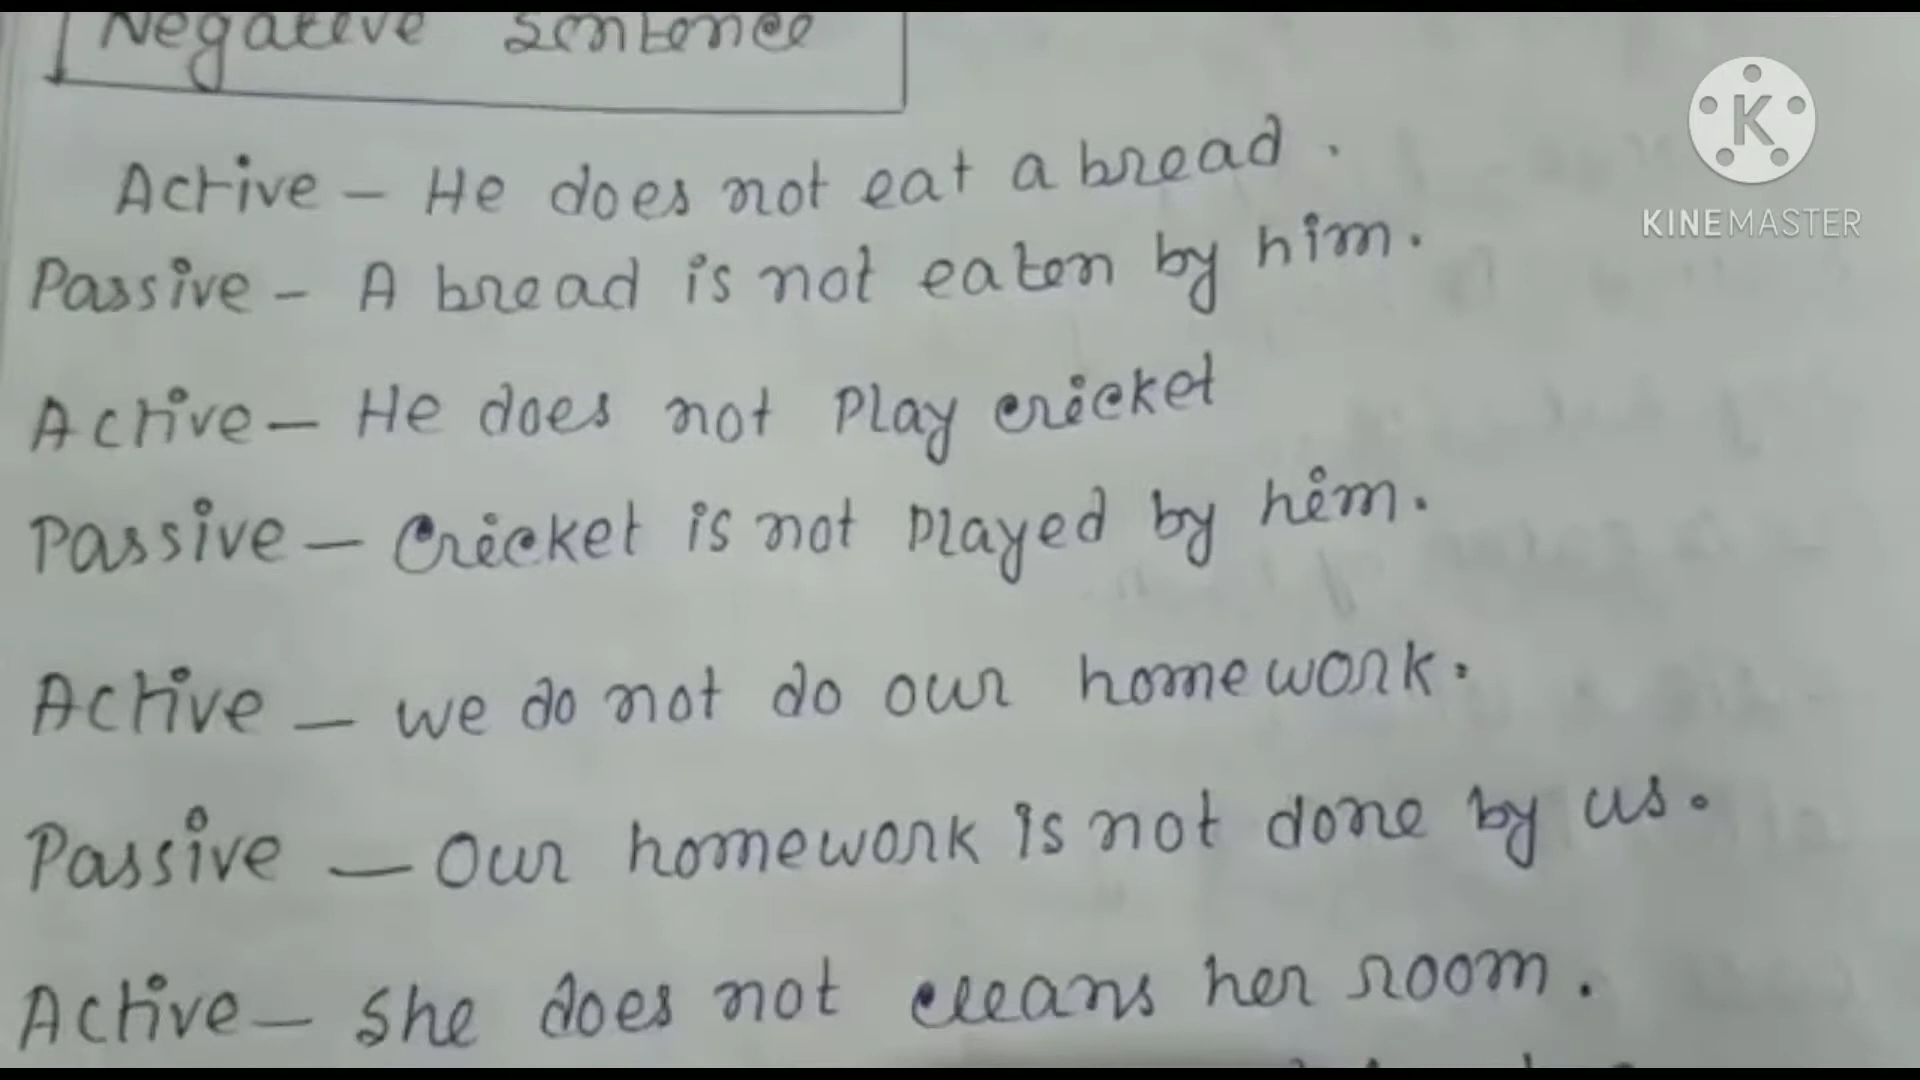 Negative Sentence
Active - He does not eat a bread.
Passive - A bread is not eaten by him.
Active - He does not Play cricket
Passive - Cricket is not Played by him.
Active - we do not do our homework.
Passive - Our homework is not done by us.
Active - She does not cleans her room.
K
KINEMASTER